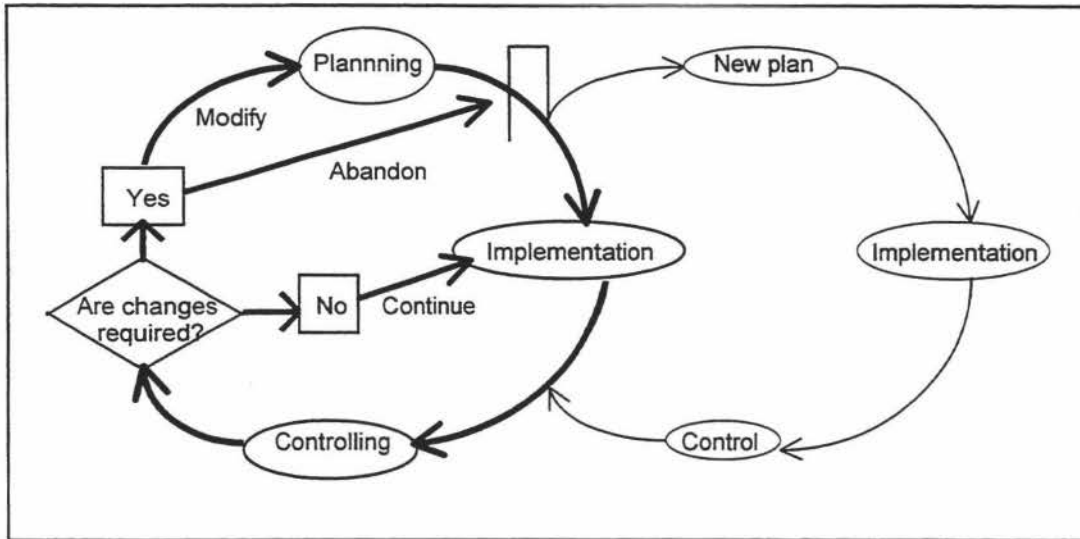 Plannning
New plan
Modify
Abandon
Yes
Implementation
Implementation
Are changes
required?
No
Continue
Controlling
Control